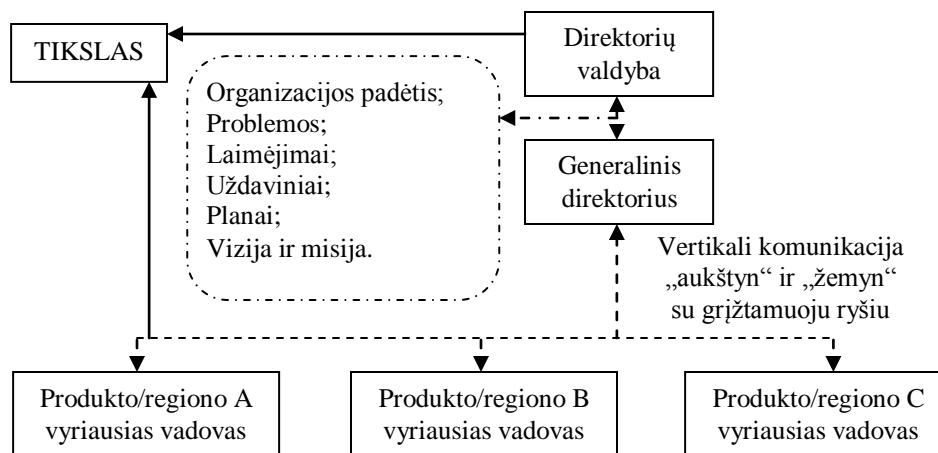 TIKSLAS
Direktorių
valdyba
Organizacijos padėtis;
Problemos;
Laimėjimai;
Uždaviniai;
Planai;
Vizija ir misija.
Generalinis
direktorius
Vertikali komunikacija
„aukštyn“ ir „žemyn“
su grįžtamuoju ryšiu
Produkto/regiono A
vyriausias vadovas
Produkto/regiono B
vyriausias vadovas
Produkto/regiono C
vyriausias vadovas